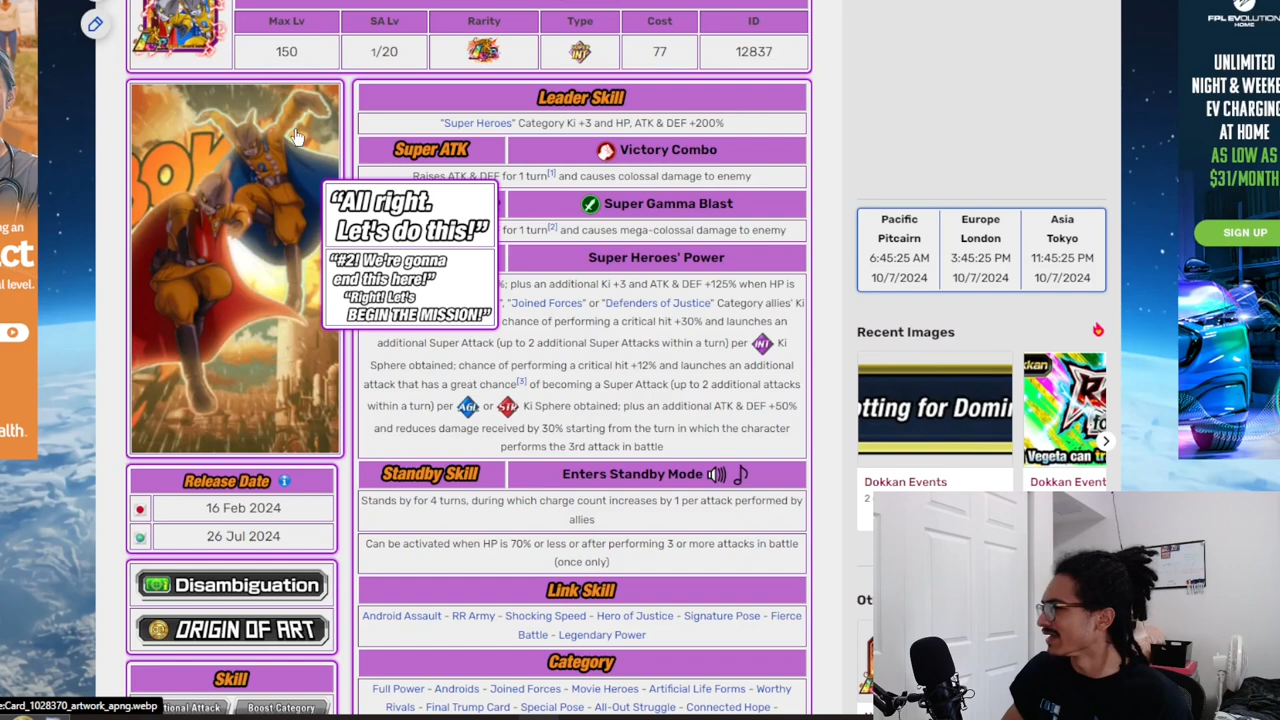 Max Lv SA Lv Rarity Type Cost ID
150 1/20 77 12837
Leader Skill
"Super Heroes" Category Ki +3 and HP, ATK & DEF +200%
Super ATK Victory Combo
Raises ATK & DEF for 1 turn[1] and causes colossal damage to enemy
Super Gamma Blast
for 1 turn[2] and causes mega-colossal damage to enemy
Super Heroes' Power
plus an additional Ki +3 and ATK & DEF +125% when HP is
"Joined Forces" or "Defenders of Justice" Category allies' Ki
chance of performing a critical hit +30% and launches an
additional Super Attack (up to 2 additional Super Attacks within a turn) per INT Ki
Sphere obtained; chance of performing a critical hit +12% and launches an additional
attack that has a great chance[3] of becoming a Super Attack (up to 2 additional attacks
within a turn) per AGL or STR Ki Sphere obtained; plus an additional ATK & DEF +50%
and reduces damage received by 30% starting from the turn in which the character
performs the 3rd attack in battle
Standby Skill Enters Standby Mode
Stands by for 4 turns, during which charge count increases by 1 per attack performed by
allies
Can be activated when HP is 70% or less or after performing 3 or more attacks in battle
(once only)
Link Skill
Android Assault - RR Army - Shocking Speed - Hero of Justice - Signature Pose - Fierce
Battle - Legendary Power
Category
Full Power - Androids - Joined Forces - Movie Heroes - Artificial Life Forms - Worthy
Rivals - Final Trump Card - Special Pose - All-Out Struggle - Connected Hope -
"All right.
Let's do this!"
"#2! We're gonna
end this here!"
"Right! Let's
BEGIN THE MISSION!"
Release Date
16 Feb 2024
26 Jul 2024
Disambiguation
ORIGIN OF ART
Skill
Boost Category
:Card_1028370_artwork_apng.webp
Pacific Europe Asia
Pitcairn London Tokyo
6:45:25 AM 3:45:25 PM 11:45:25 PM
10/7/2024 10/7/2024 10/7/2024
Recent Images
Vegeta can
Dokkan Events
FPL EVOLUTION
HOME
UNLIMITED
EV CHARGING
AT HOME
AS LOW AS
SIGN UP